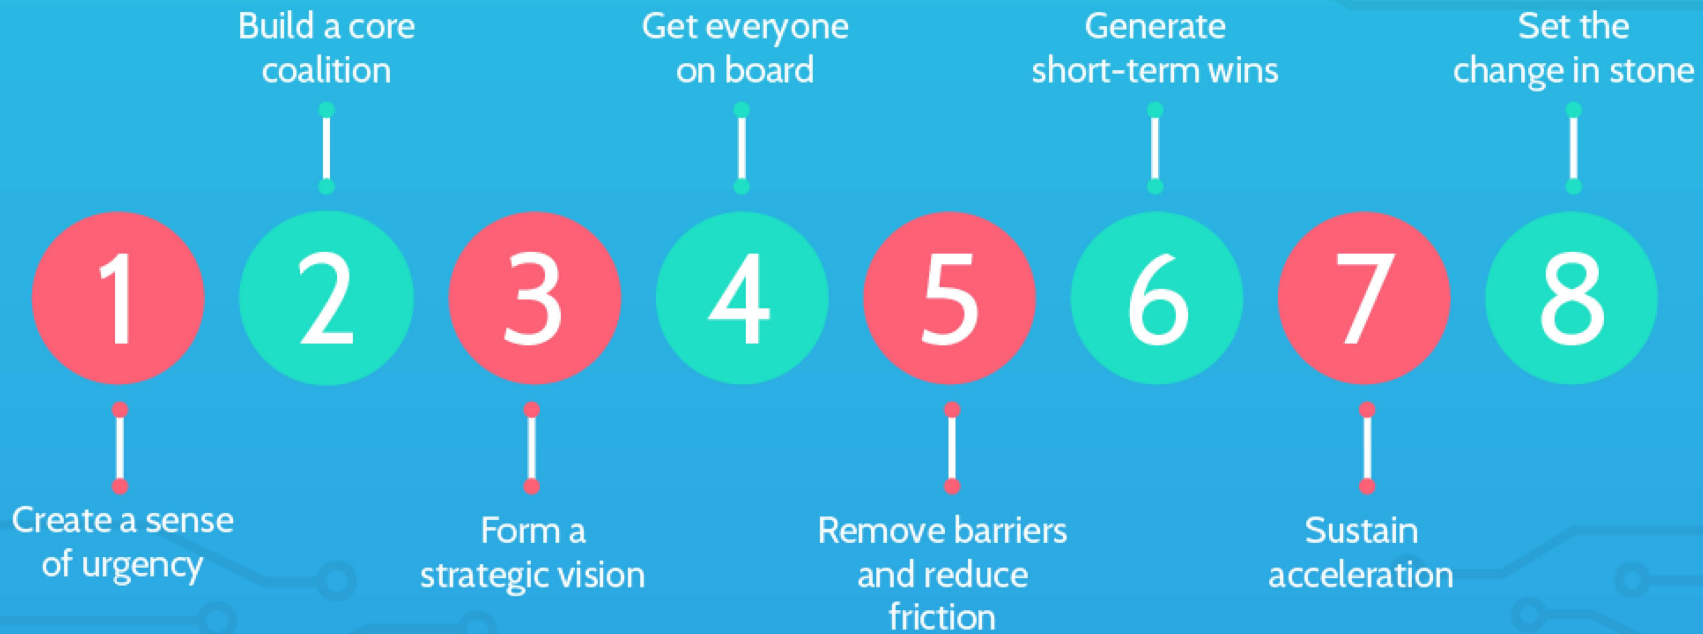 Build a core
coalition
Get everyone
on board
Generate
short-term wins
Set the
change in stone
1
2
3
4
5
6
7
8
Create a sense
of urgency
Form a
strategic vision
Remove barriers
and reduce
friction
Sustain
acceleration